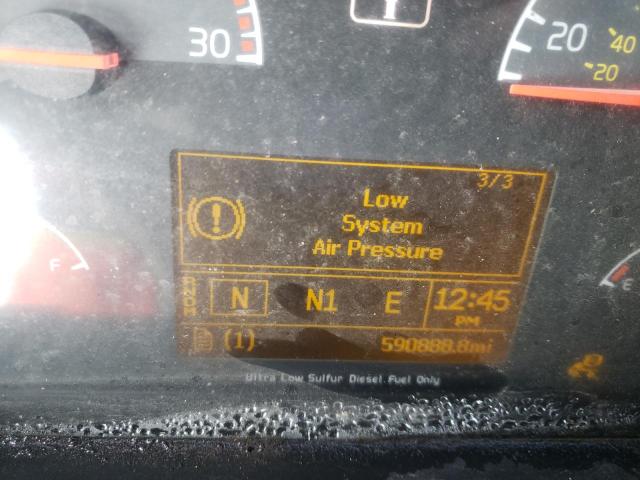 30
20
40
20
3/3
Low
System
Air Pressure
F
MODE
N
N1
E
12:45
PM
E
(1)
590888.8mi
Ultra Low Sulfur Diesel Fuel Only